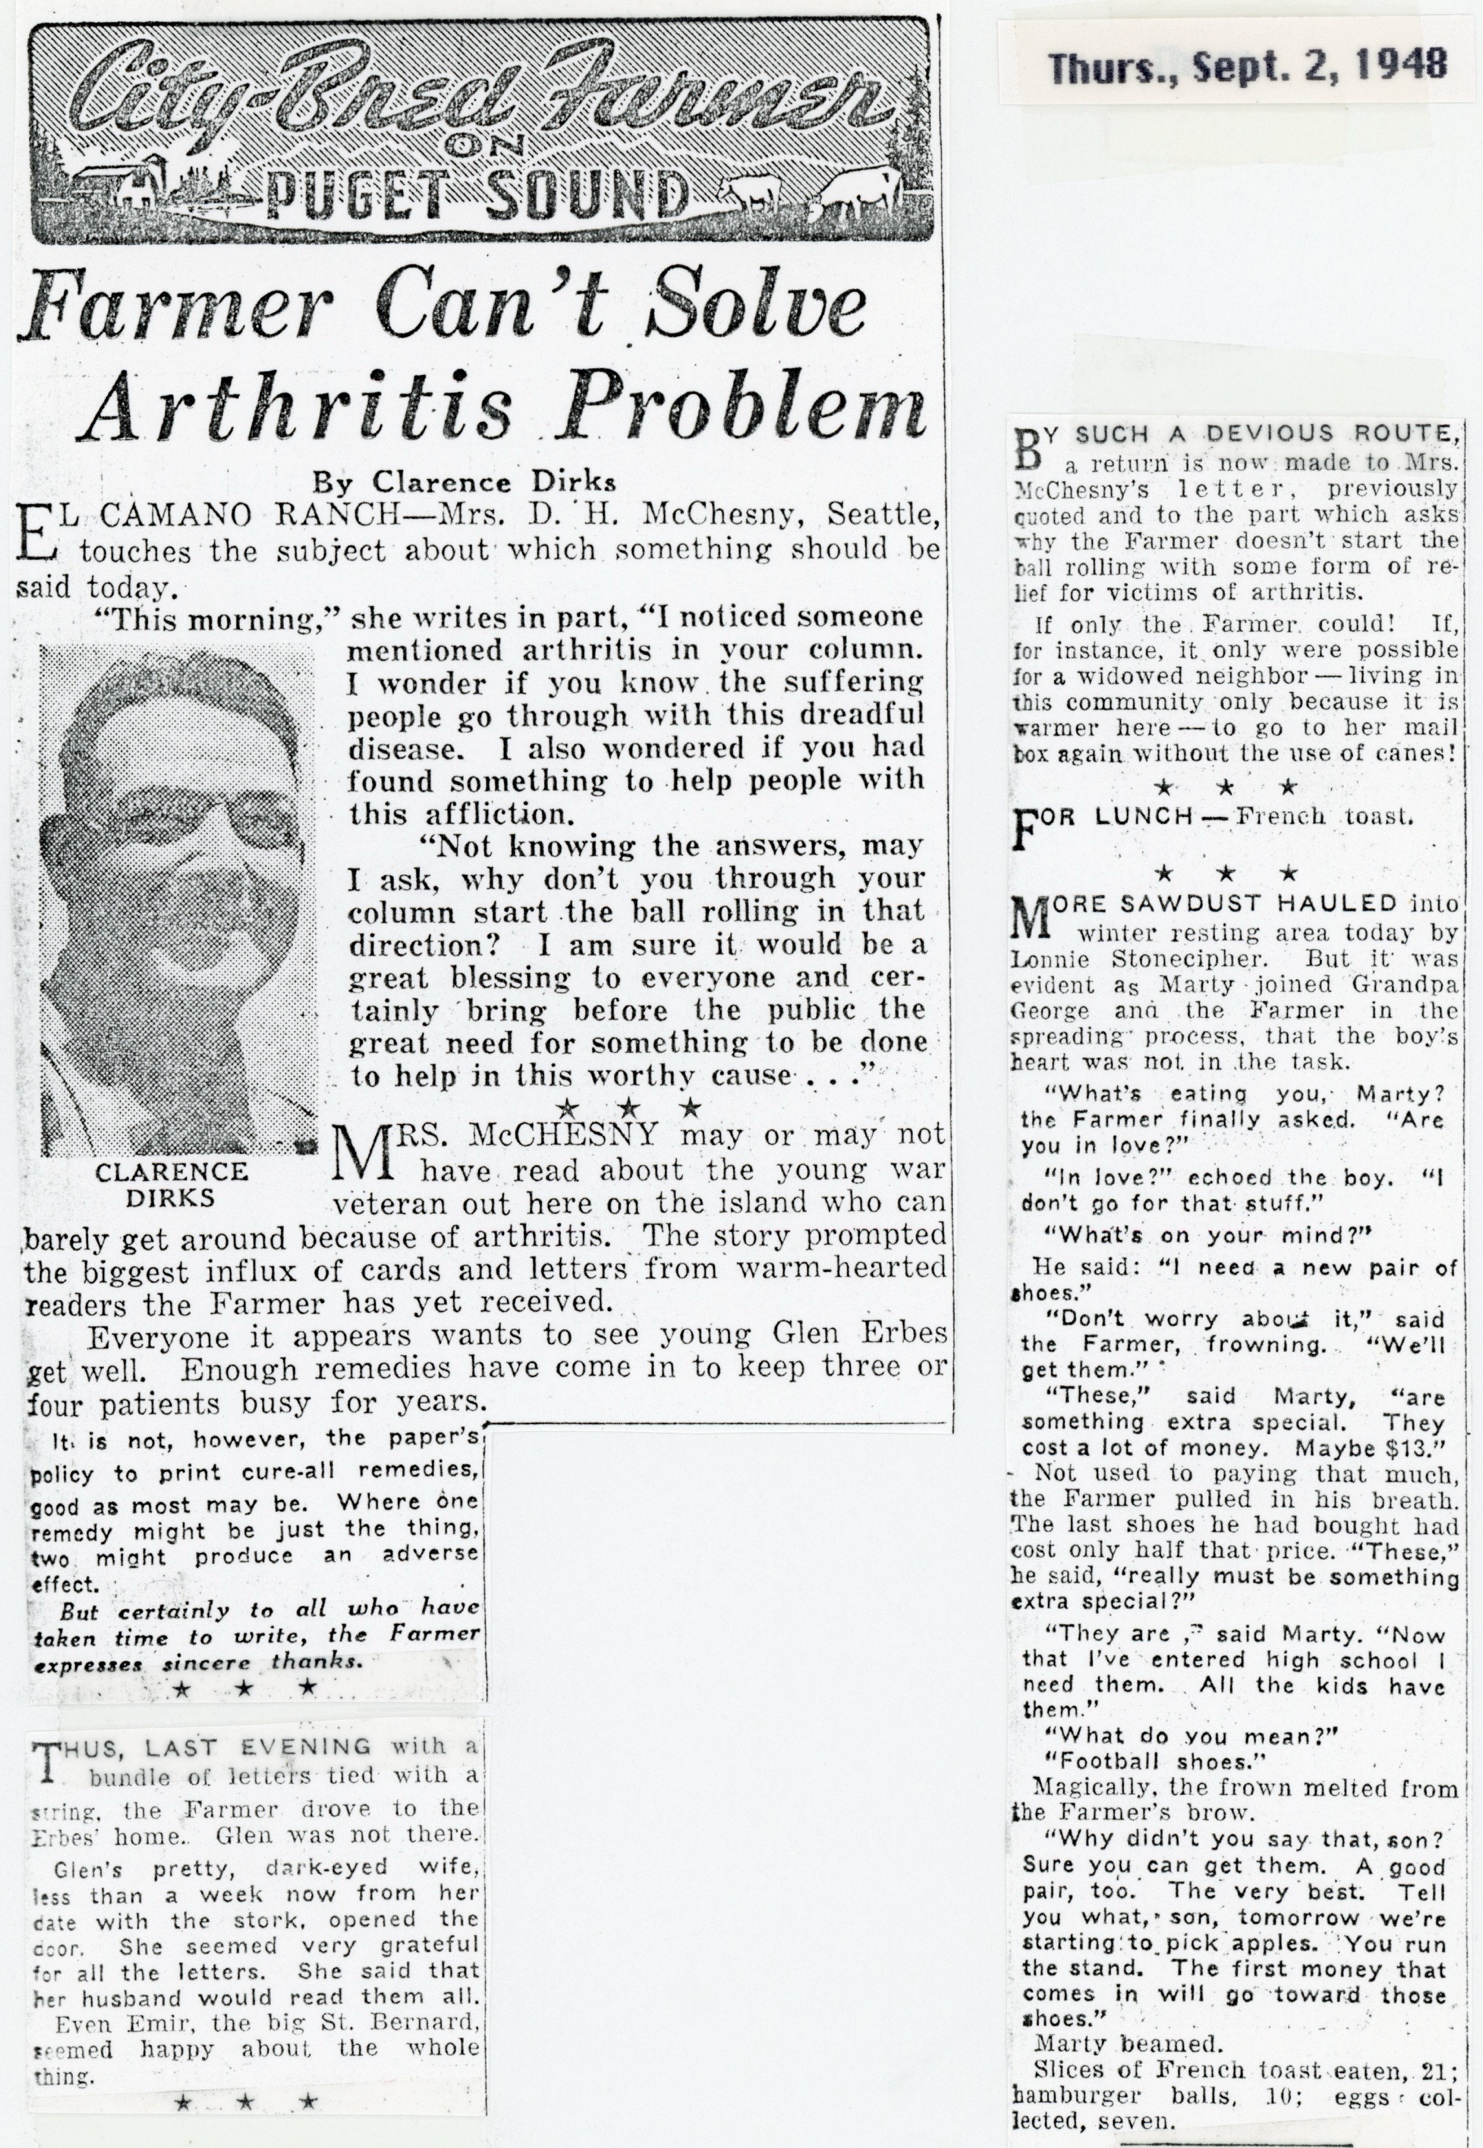 City-Bred Farmer
ON
PUGET SOUND
Farmer Can't Solve
Arthritis Problem
By Clarence Dirks
EL CAMANO RANCH—Mrs. D. H. McChesny, Seattle,
touches the subject about which something should be
said today.
"This morning," she writes in part, "I noticed someone
mentioned arthritis in your column.
I wonder if you know the suffering
people go through with this dreadful
disease. I also wondered if you had
found something to help people with
this affliction.
"Not knowing the answers, may
I ask, why don't you through your
column start the ball rolling in that
direction? I am sure it would be a
great blessing to everyone and cer-
tainly bring before the public the
great need for something to be done
to help in this worthy cause . . ."
★ ★ ★
CLARENCE
DIRKS
MRS. McCHESNY may or may not
have read about the young war
veteran out here on the island who can
barely get around because of arthritis. The story prompted
the biggest influx of cards and letters from warm-hearted
readers the Farmer has yet received.
Everyone it appears wants to see young Glen Erbes
get well. Enough remedies have come in to keep three or
four patients busy for years.
It is not, however, the paper's
policy to print cure-all remedies,
good as most may be. Where one
remedy might be just the thing,
two might produce an adverse
effect.
But certainly to all who have
taken time to write, the Farmer
expresses sincere thanks.
★ ★ ★
THUS, LAST EVENING with a
bundle of letters tied with a
string, the Farmer drove to the
Erbes' home. Glen was not there.
Glen's pretty, dark-eyed wife,
less than a week now from her
date with the stork, opened the
door. She seemed very grateful
for all the letters. She said that
her husband would read them all.
Even Emir, the big St. Bernard,
seemed happy about the whole
thing.
★ ★ ★
Thurs., Sept. 2, 1948
BY SUCH A DEVIOUS ROUTE,
a return is now made to Mrs.
McChesny's letter, previously
quoted and to the part which asks
why the Farmer doesn't start the
ball rolling with some form of re-
lief for victims of arthritis.
If only the Farmer could! If,
for instance, it only were possible
for a widowed neighbor — living in
this community only because it is
warmer here — to go to her mail
box again without the use of canes!
★ ★ ★
FOR LUNCH — French toast.
★ ★ ★
MORE SAWDUST HAULED into
winter resting area today by
Lonnie Stonecipher. But it was
evident as Marty joined Grandpa
George and the Farmer in the
spreading process, that the boy's
heart was not in the task.
"What's eating you, Marty?
the Farmer finally asked. "Are
you in love?"
"In love?" echoed the boy. "I
don't go for that stuff."
"What's on your mind?"
He said: "I need a new pair of
shoes."
"Don't worry about it," said
the Farmer, frowning. "We'll
get them."
"These," said Marty, "are
something extra special. They
cost a lot of money. Maybe $13."
Not used to paying that much,
the Farmer pulled in his breath.
The last shoes he had bought had
cost only half that price. "These,"
he said, "really must be something
extra special?"
"They are," said Marty. "Now
that I've entered high school I
need them. All the kids have
them."
"What do you mean?"
"Football shoes."
Magically, the frown melted from
the Farmer's brow.
"Why didn't you say that, son?
Sure you can get them. A good
pair, too. The very best. Tell
you what, son, tomorrow we're
starting to pick apples. You run
the stand. The first money that
comes in will go toward those
shoes."
Marty beamed.
Slices of French toast eaten, 21;
hamburger balls, 10; eggs col-
lected, seven.